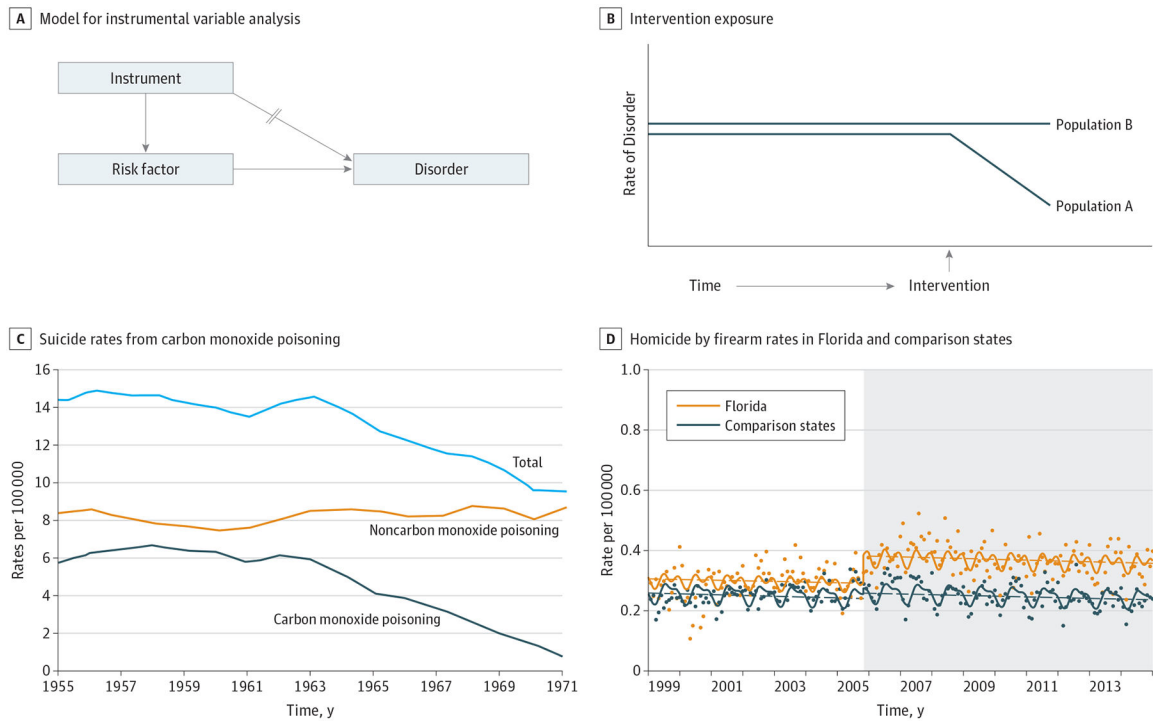 A Model for instrumental variable analysis
Instrument
Risk factor
Disorder
B Intervention exposure
Rate of Disorder
Population B
Population A
Time
Intervention
C Suicide rates from carbon monoxide poisoning
Rates per 100 000
16
14
12
10
8
6
4
2
0
Total
Noncarbon monoxide poisoning
Carbon monoxide poisoning
1955 1957 1959 1961 1963 1965 1967 1969 1971
Time, y
D Homicide by firearm rates in Florida and comparison states
Rate per 100 000
1.0
0.8
0.6
0.4
0.2
0
Florida
Comparison states
1999 2001 2003 2005 2007 2009 2011 2013
Time, y